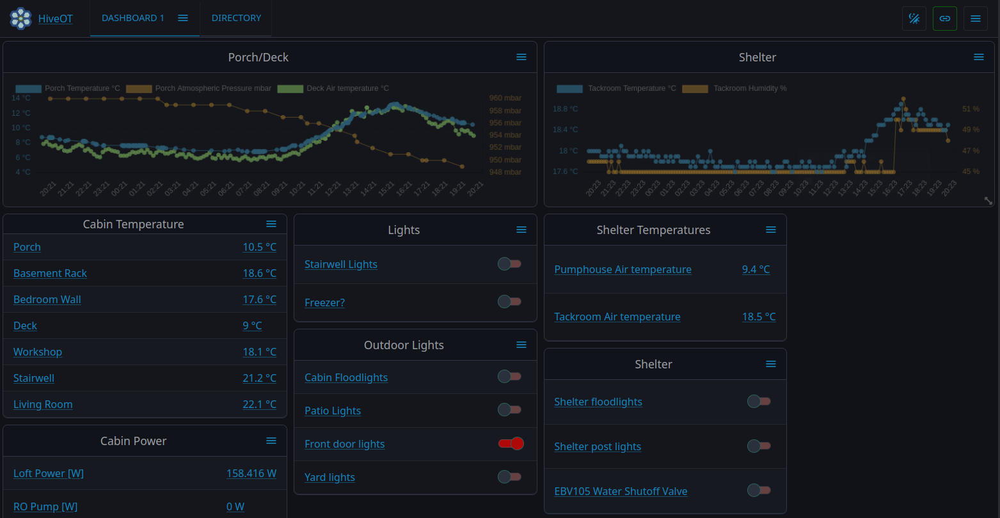 HiveOT
DASHBOARD 1
DIRECTORY
Porch/Deck
Porch Temperature °C Porch Atmospheric Pressure mbar Deck Air temperature °C
14 °C
12 °C
10 °C
8 °C
6 °C
4 °C
960 mbar
958 mbar
956 mbar
954 mbar
952 mbar
950 mbar
948 mbar
20:21 21:21 22:21 23:21 00:21 01:21 02:21 03:21 04:21 05:21 06:21 07:21 08:21 09:21 10:21 11:21 12:21 13:21 14:21 15:21 16:21 17:21 18:21 19:21 20:21
Shelter
Tackroom Temperature °C Tackroom Humidity %
18.8 °C
18.4 °C
18 °C
17.6 °C
51 %
49 %
47 %
45 %
20:23 21:23 22:23 23:23 00:23 01:23 02:23 03:23 04:23 05:23 06:23 07:23 08:23 09:23 10:23 11:23 12:23 13:23 14:23 15:23 16:23 17:23 18:23 19:23 20:23
Cabin Temperature
Porch 10.5 °C
Basement Rack 18.6 °C
Bedroom Wall 17.6 °C
Deck 9 °C
Workshop 18.1 °C
Stairwell 21.2 °C
Living Room 22.1 °C
Cabin Power
Loft Power [W] 158.416 W
RO Pump [W] 0 W
Lights
Stairwell Lights
Freezer?
Outdoor Lights
Cabin Floodlights
Patio Lights
Front door lights
Yard lights
Shelter Temperatures
Pumphouse Air temperature 9.4 °C
Tackroom Air temperature 18.5 °C
Shelter
Shelter floodlights
Shelter post lights
EBV105 Water Shutoff Valve